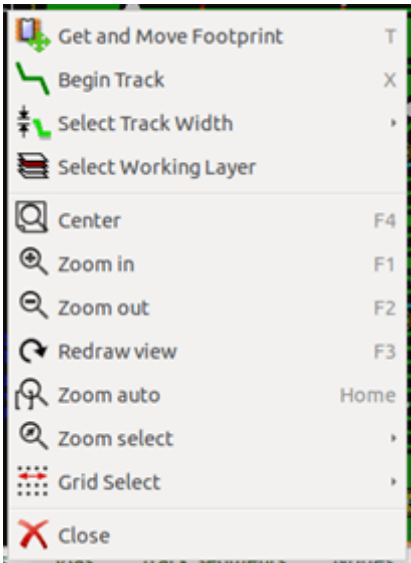 Get and Move Footprint T
Begin Track X
Select Track Width
Select Working Layer
Center F4
Zoom in F1
Zoom out F2
Redraw view F3
Zoom auto Home
Zoom select
Grid Select
Close